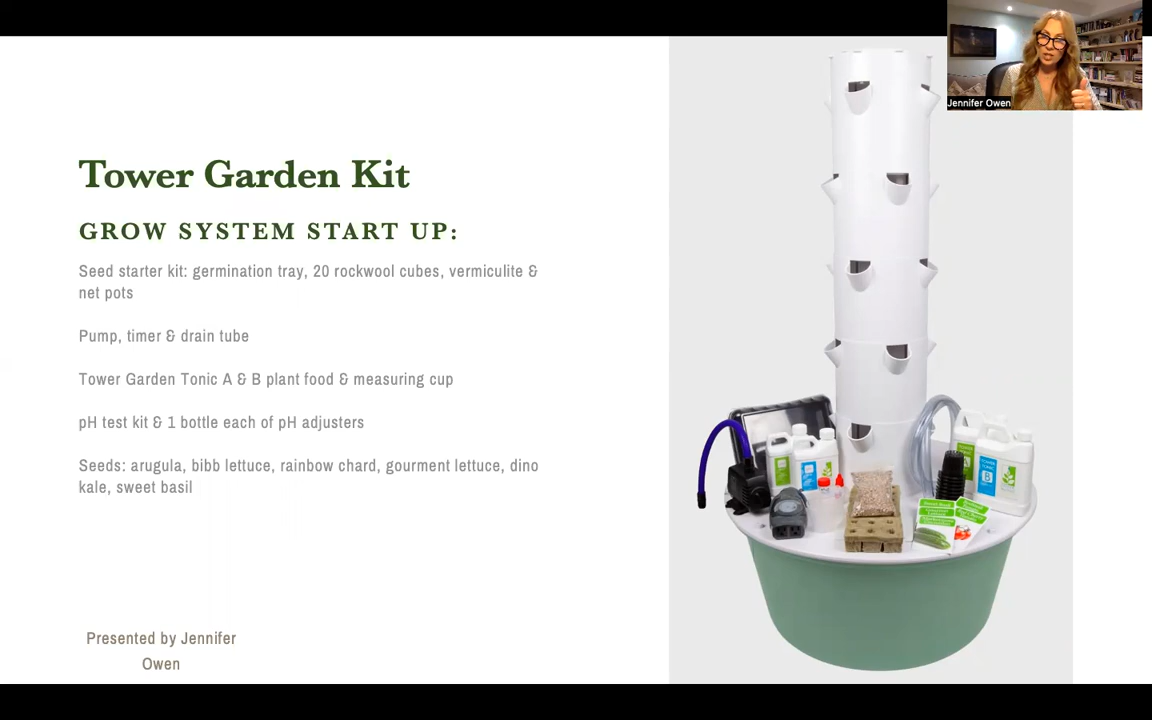 Jennifer Owen
Tower Garden Kit
GROW SYSTEM START UP:
Seed starter kit: germination tray, 20 rockwool cubes, vermiculite &
net pots
Pump, timer & drain tube
Tower Garden Tonic A & B plant food & measuring cup
pH test kit & 1 bottle each of pH adjusters
Seeds: arugula, bibb lettuce, rainbow chard, gourment lettuce, dino
kale, sweet basil
A
B
Presented by Jennifer
Owen